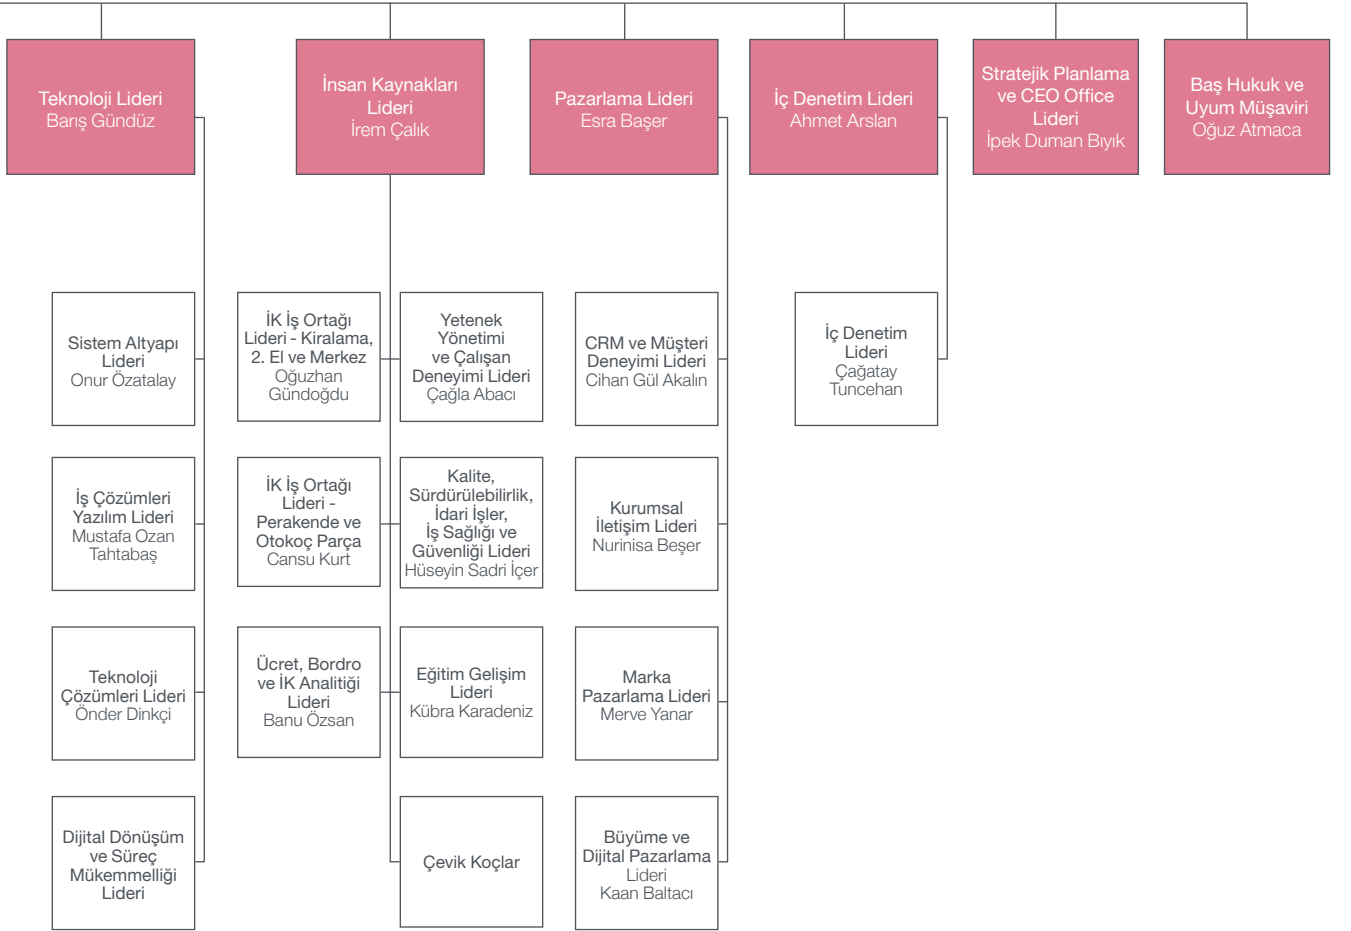 Teknoloji Lideri
Barış Gündüz
İnsan Kaynakları
Lideri
İrem Çalık
Pazarlama Lideri
Esra Başer
İç Denetim Lideri
Ahmet Arslan
Stratejik Planlama
ve CEO Office
Lideri
İpek Duman Bıyık
Baş Hukuk ve
Uyum Müşaviri
Oğuz Atmaca
Sistem Altyapı
Lideri
Onur Özatalay
İK İş Ortağı
Lideri - Kiralama,
2. El ve Merkez
Oğuzhan
Gündoğdu
Yetenek
Yönetimi
ve Çalışan
Deneyimi Lideri
Çağla Abacı
CRM ve Müşteri
Deneyimi Lideri
Cihan Gül Akalın
İç Denetim
Lideri
Çağatay
Tuncehan
İş Çözümleri
Yazılım Lideri
Mustafa Ozan
Tahtabaş
İK İş Ortağı
Lideri -
Perakende ve
Otokoç Parça
Cansu Kurt
Kalite,
Sürdürülebilirlik,
İdari İşler,
İş Sağlığı ve
Güvenliği Lideri
Hüseyin Sadri İçer
Kurumsal
İletişim Lideri
Nurinisa Beşer
Teknoloji
Çözümleri Lideri
Önder Dinkçi
Ücret, Bordro
ve İK Analitiği
Lideri
Banu Özsan
Eğitim Gelişim
Lideri
Kübra Karadeniz
Marka
Pazarlama Lideri
Merve Yanar
Dijital Dönüşüm
ve Süreç
Mükemmelliği
Lideri
Çevik Koçlar
Büyüme ve
Dijital Pazarlama
Lideri
Kaan Baltacı